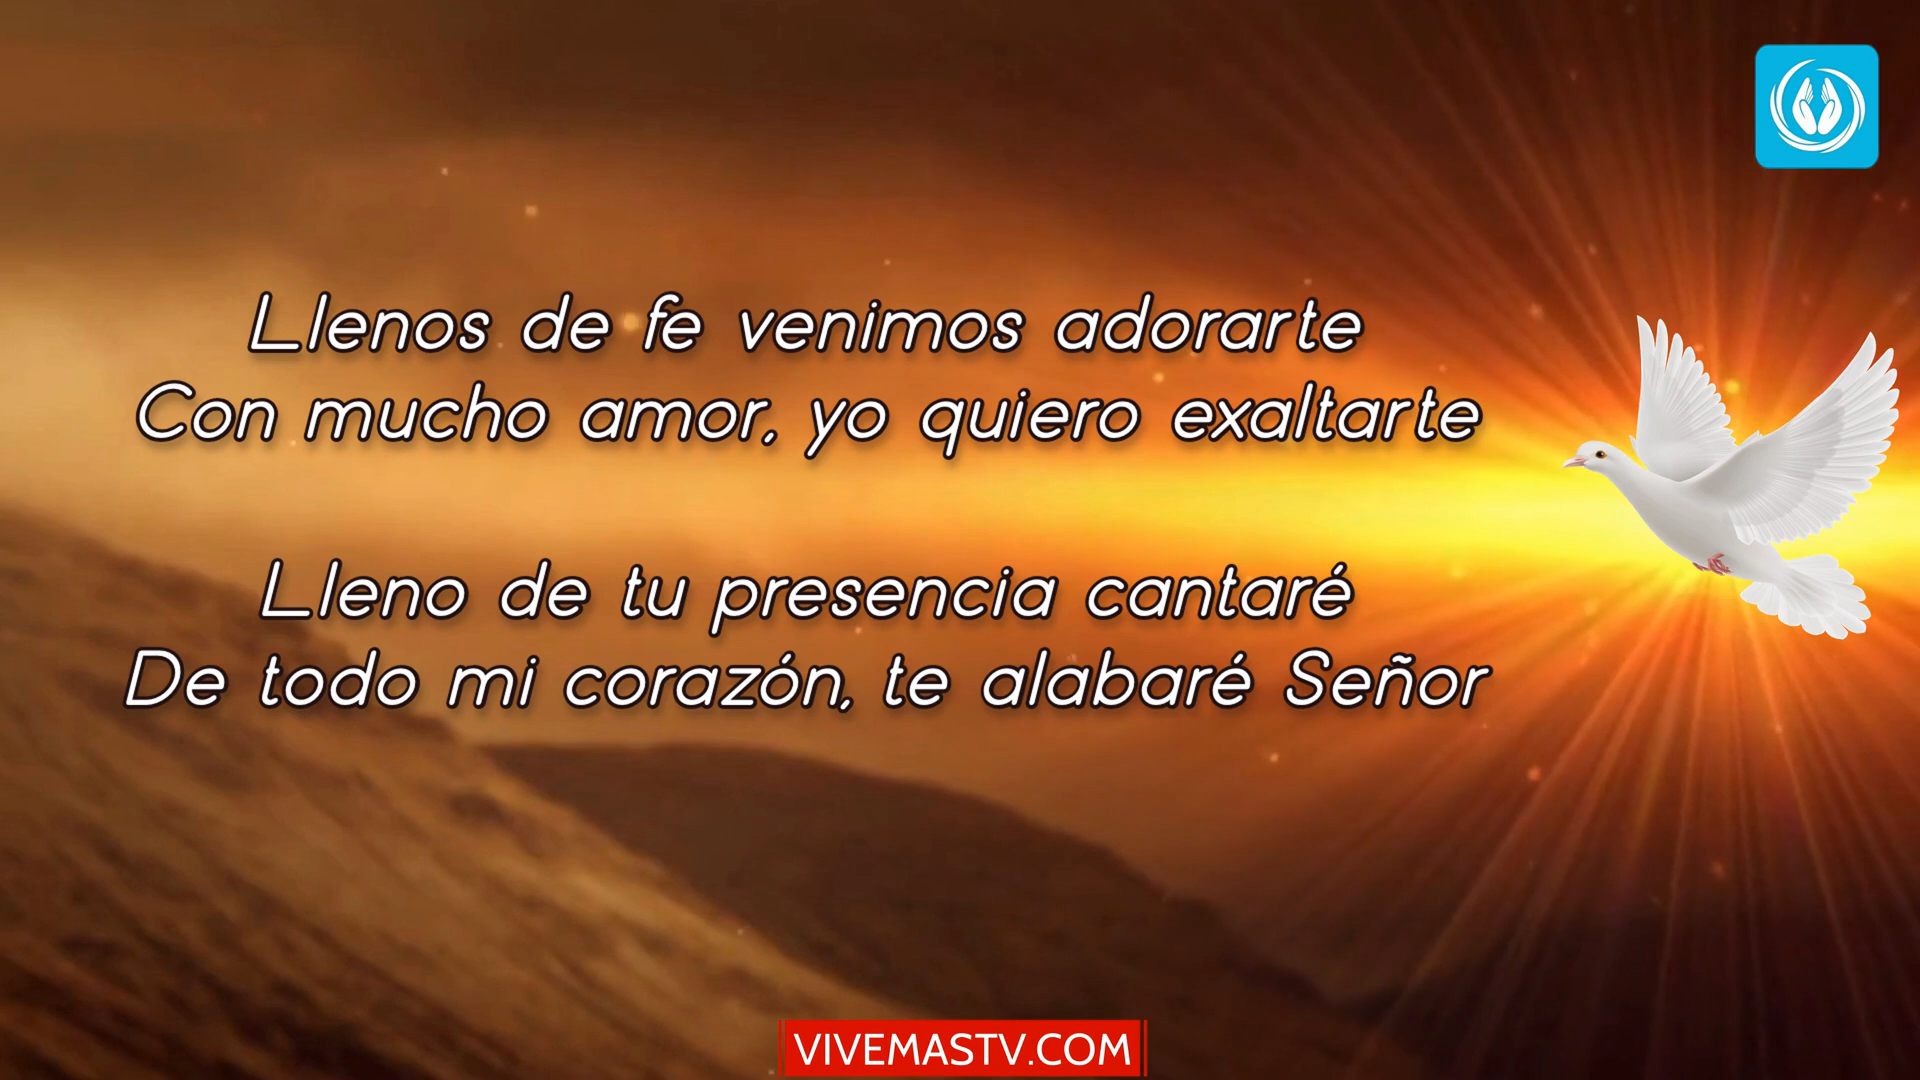 Llenos de fe venimos adorarte
Con mucho amor, yo quiero exaltarte
Lleno de tu presencia cantaré
De todo mi corazón, te alabaré Señor
VIVEMASTV.COM